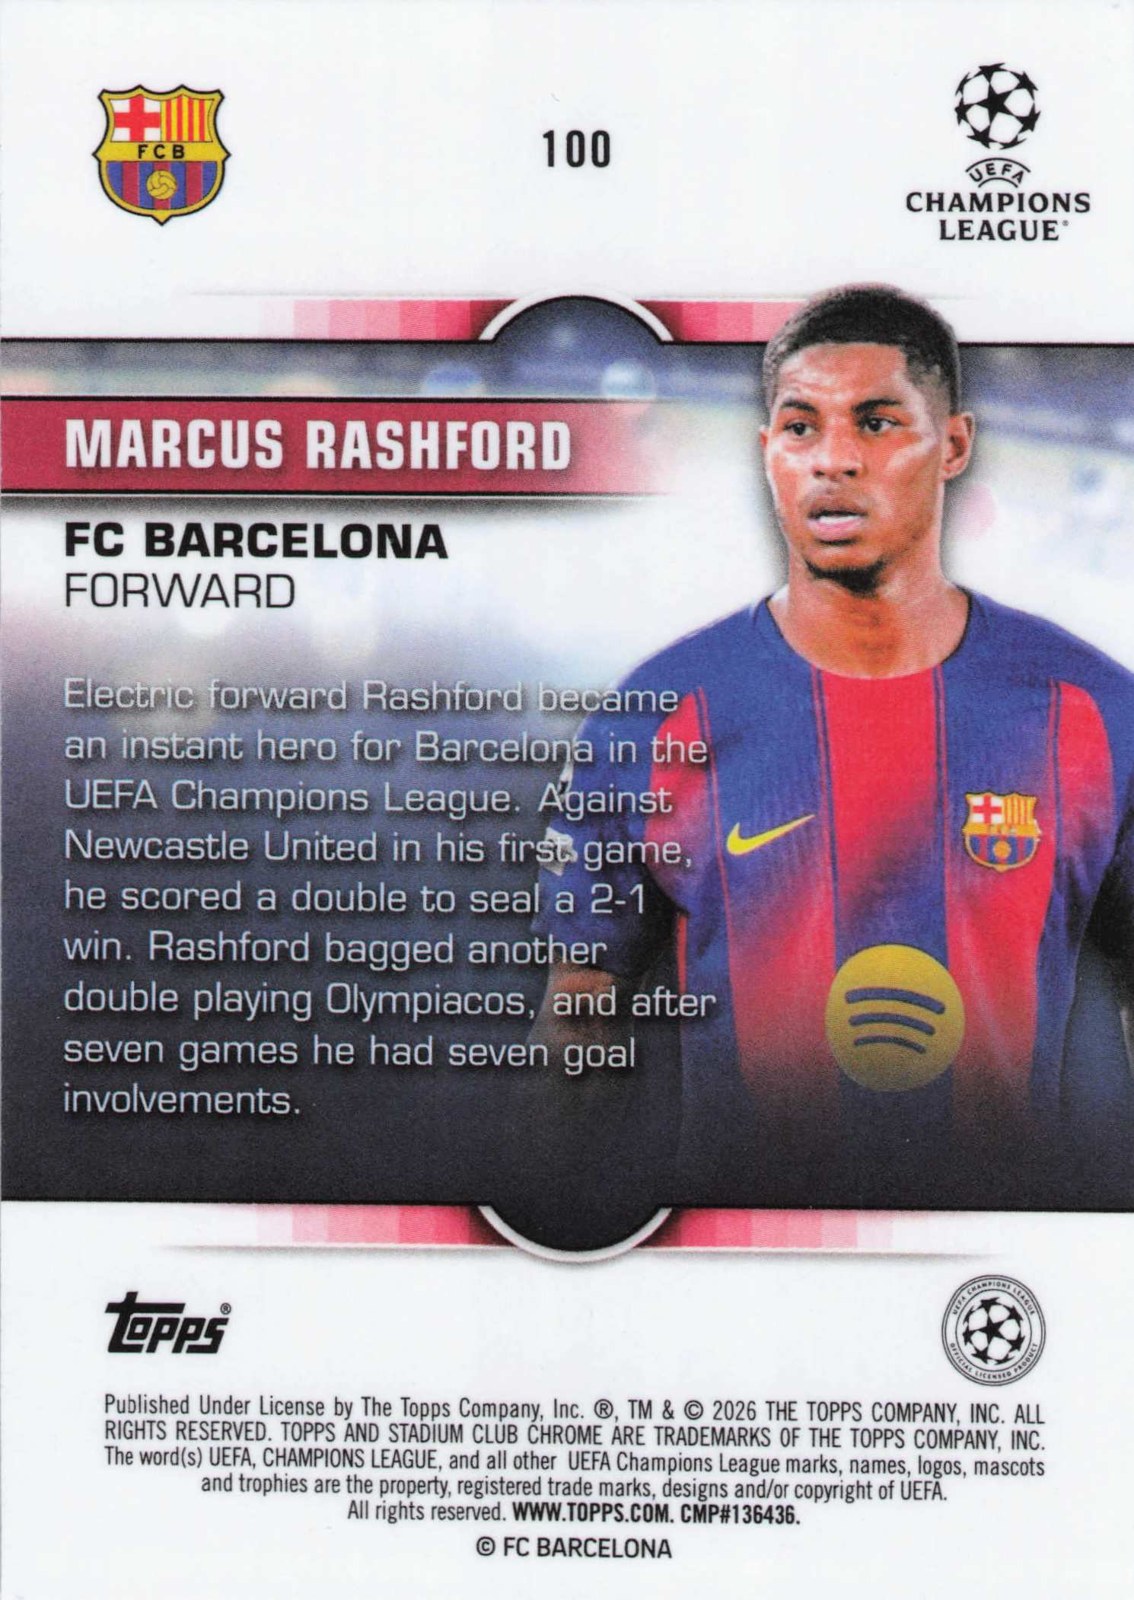 FCB
100
UEFA
CHAMPIONS
LEAGUE®
MARCUS RASHFORD
FC BARCELONA
FORWARD
Electric forward Rashford became
an instant hero for Barcelona in the
UEFA Champions League. Against
Newcastle United in his first game,
he scored a double to seal a 2-1
win. Rashford bagged another
double playing Olympiacos, and after
seven games he had seven goal
involvements.
TOPPS®
UEFA CHAMPIONS LEAGUE
OFFICIAL LICENSED PRODUCT
Published Under License by The Topps Company, Inc. ®, TM & © 2026 THE TOPPS COMPANY, INC. ALL
RIGHTS RESERVED. TOPPS AND STADIUM CLUB CHROME ARE TRADEMARKS OF THE TOPPS COMPANY, INC.
The word(s) UEFA, CHAMPIONS LEAGUE, and all other UEFA Champions League marks, names, logos, mascots
and trophies are the property, registered trade marks, designs and/or copyright of UEFA.
All rights reserved. WWW.TOPPS.COM. CMP#136436.
© FC BARCELONA